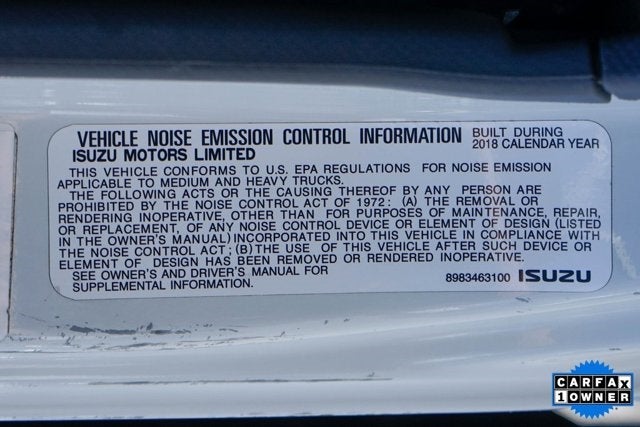 VEHICLE NOISE EMISSION CONTROL INFORMATION BUILT DURING
ISUZU MOTORS LIMITED 2018 CALENDAR YEAR
THIS VEHICLE CONFORMS TO U.S. EPA REGULATIONS FOR NOISE EMISSION
APPLICABLE TO MEDIUM AND HEAVY TRUCKS.
THE FOLLOWING ACTS OR THE CAUSING THEREOF BY ANY PERSON ARE
PROHIBITED BY THE NOISE CONTROL ACT OF 1972: (A) THE REMOVAL OR
RENDERING INOPERATIVE, OTHER THAN FOR PURPOSES OF MAINTENANCE, REPAIR,
OR REPLACEMENT, OF ANY NOISE CONTROL DEVICE OR ELEMENT OF DESIGN (LISTED
IN THE OWNER'S MANUAL) INCORPORATED INTO THIS VEHICLE IN COMPLIANCE WITH
THE NOISE CONTROL ACT; (B) THE USE OF THIS VEHICLE AFTER SUCH DEVICE OR
ELEMENT OF DESIGN HAS BEEN REMOVED OR RENDERED INOPERATIVE.
SEE OWNER'S AND DRIVER'S MANUAL FOR
SUPPLEMENTAL INFORMATION.
8983463100 ISUZU
CARFAX
1 OWNER